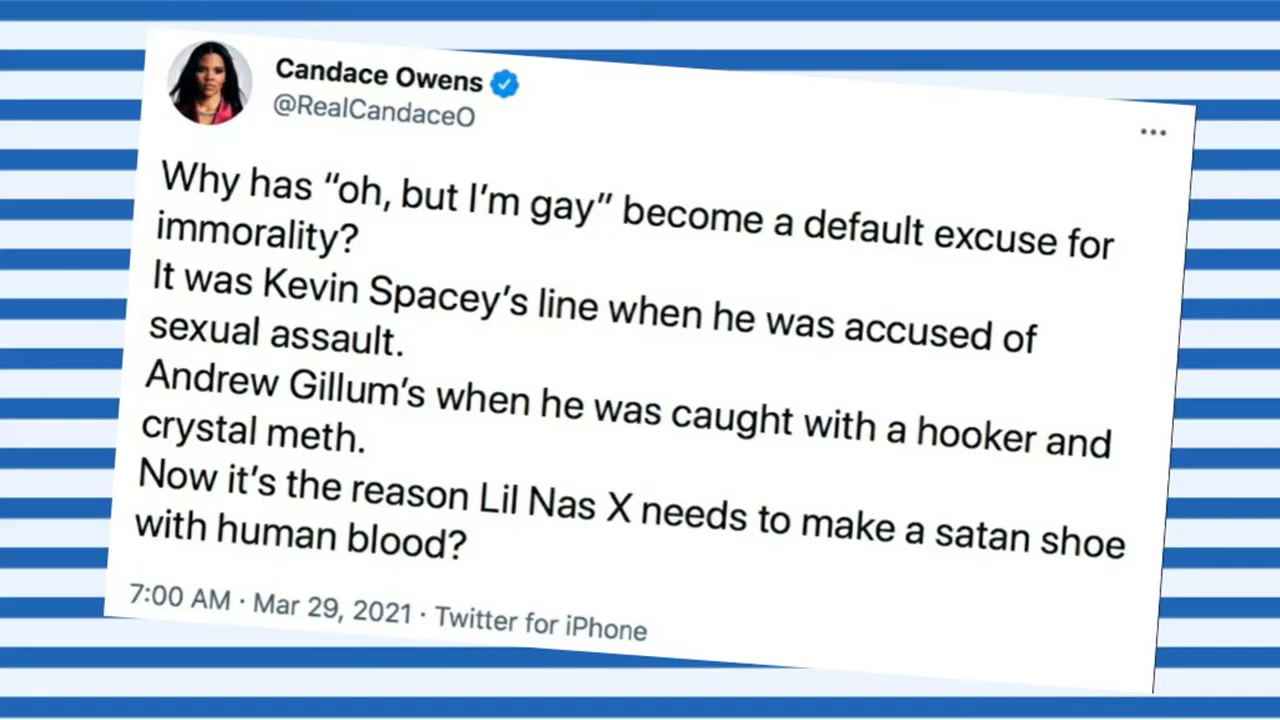 Candace Owens
@RealCandaceO
Why has “oh, but I’m gay” become a default excuse for
immorality?
It was Kevin Spacey’s line when he was accused of
sexual assault.
Andrew Gillum’s when he was caught with a hooker and
crystal meth.
Now it’s the reason Lil Nas X needs to make a satan shoe
with human blood?
7:00 AM · Mar 29, 2021 · Twitter for iPhone